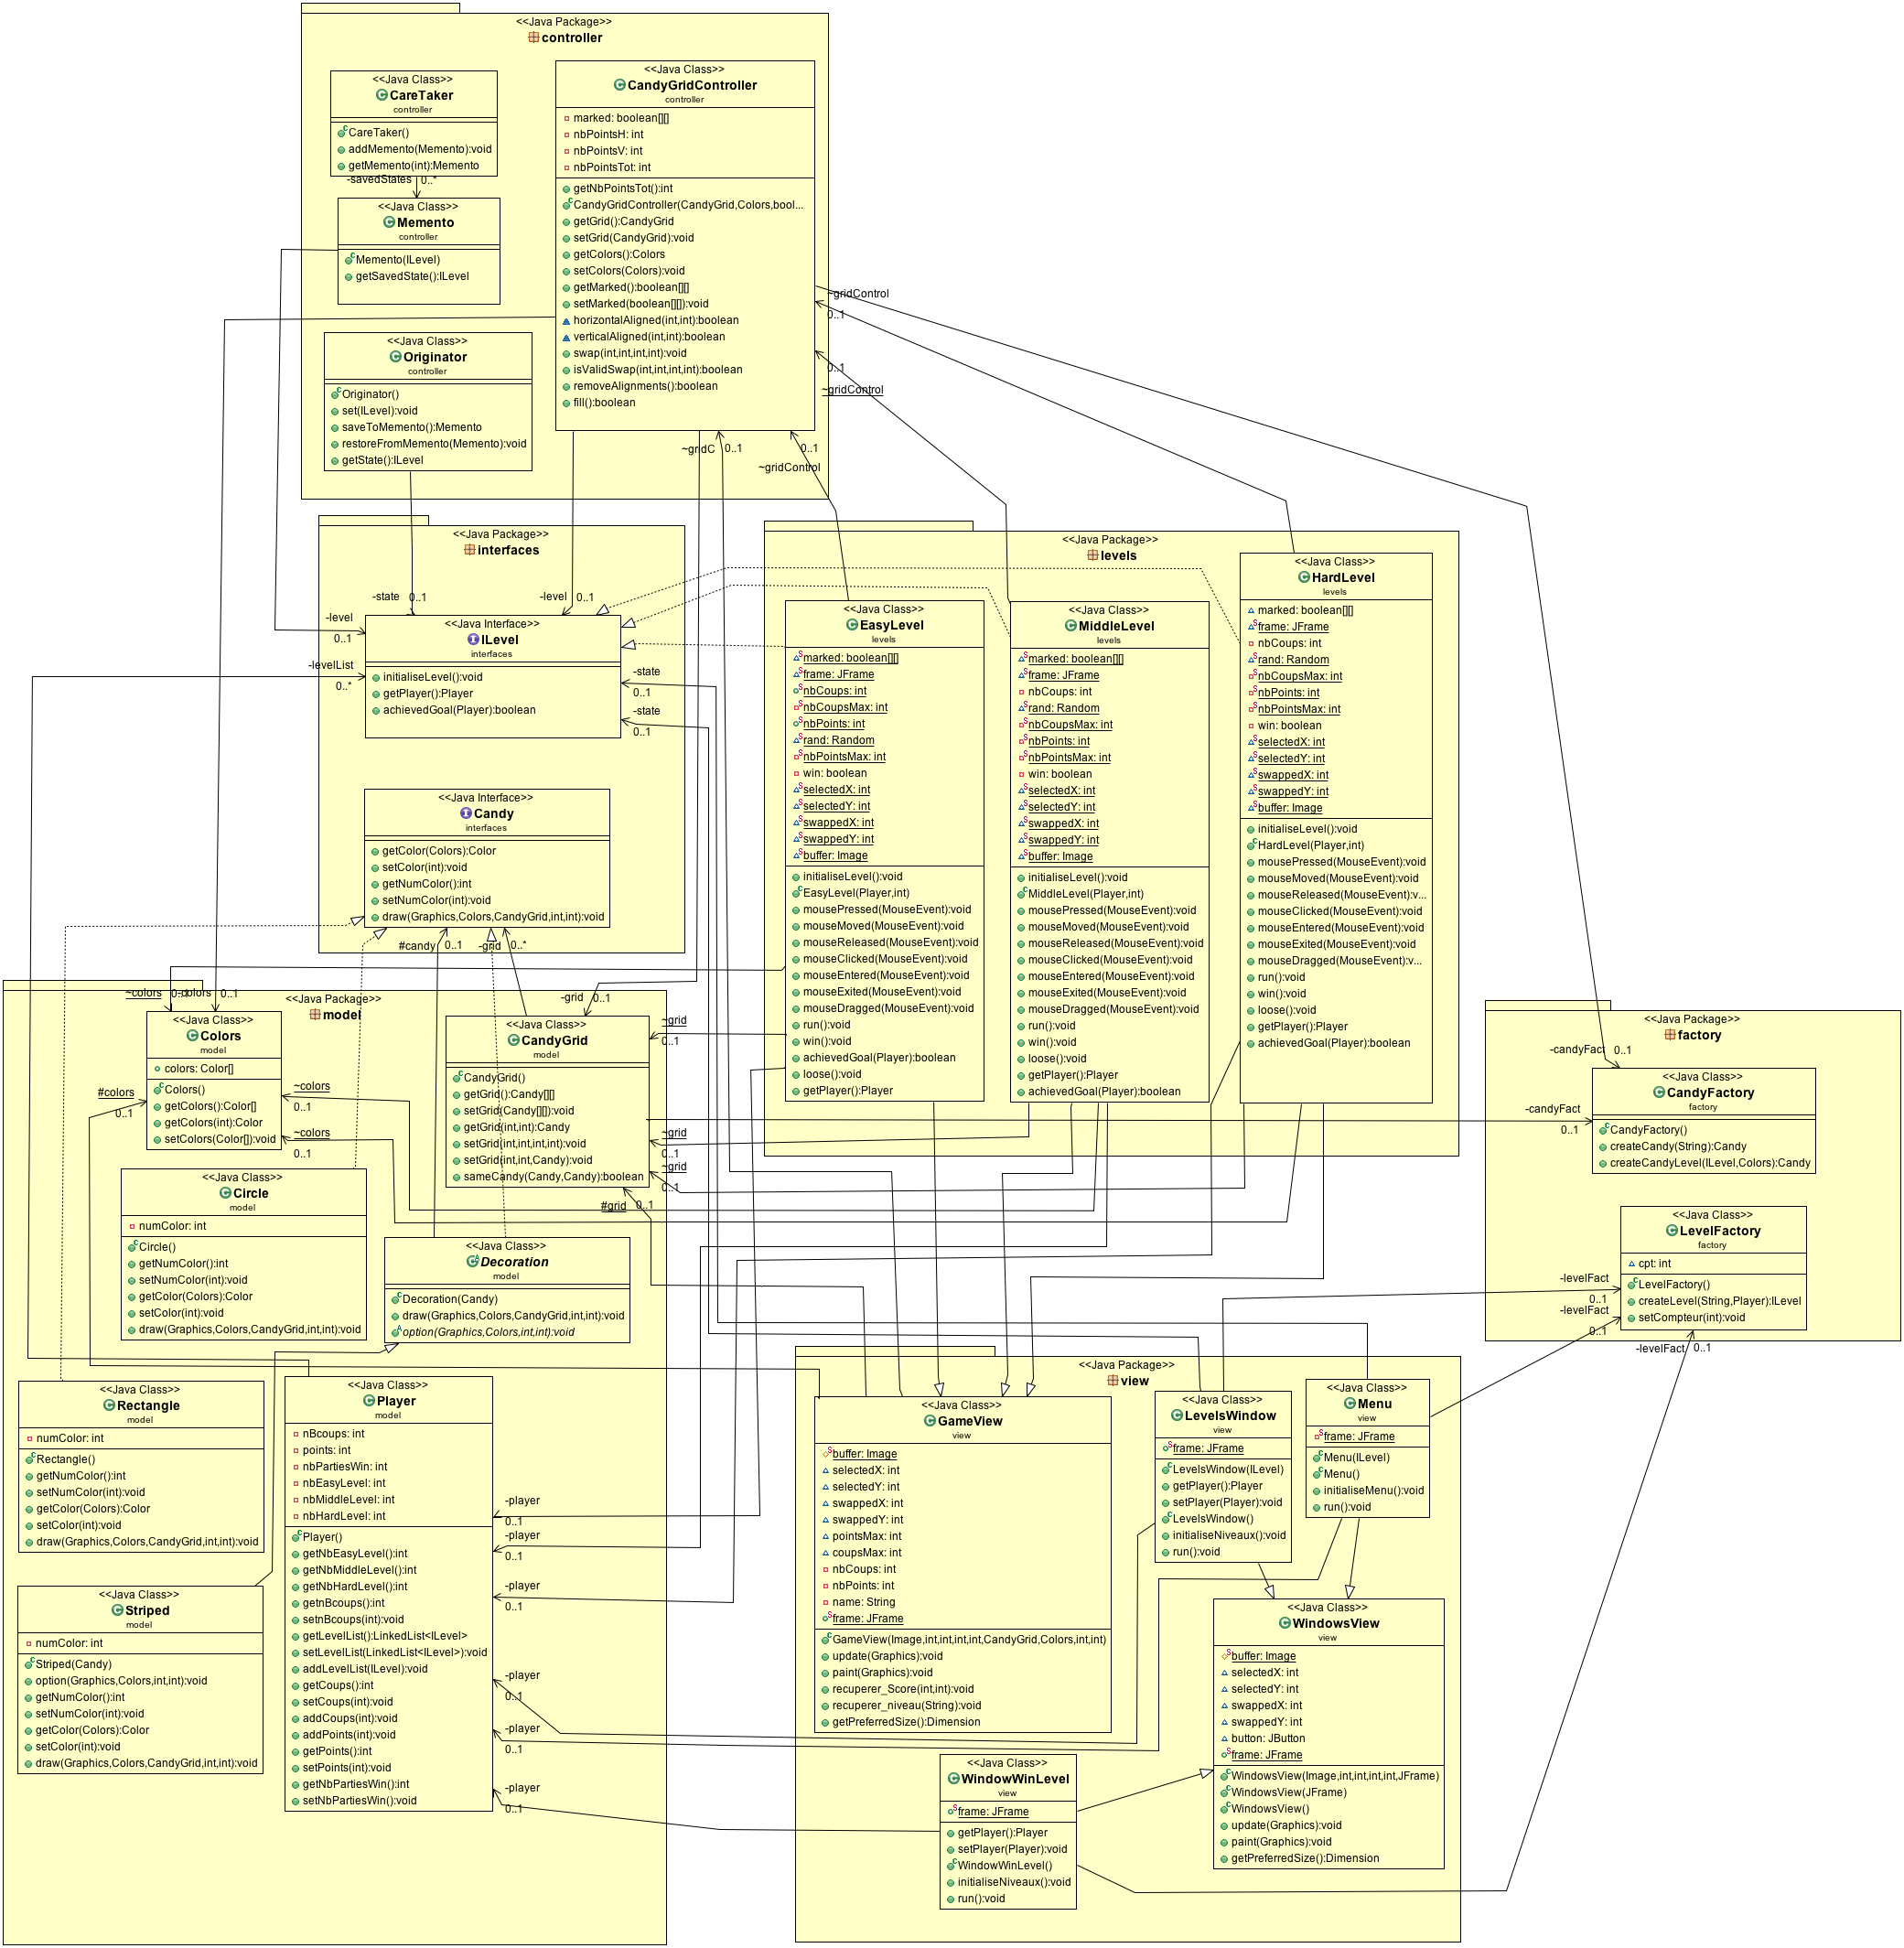 <<Java Package>>
controller
<<Java Class>>
CareTaker
controller
CareTaker()
addMemento(Memento):void
getMemento(int):Memento
-savedStates
0..*
<<Java Class>>
Memento
controller
Memento(ILevel)
getSavedState():ILevel
<<Java Class>>
Originator
controller
Originator()
set(ILevel):void
saveToMemento():Memento
restoreFromMemento(Memento):void
getState():ILevel
<<Java Class>>
CandyGridController
controller
marked: boolean[][]
nbPointsH: int
nbPointsV: int
nbPointsTot: int
getNbPointsTot():int
CandyGridController(CandyGrid,Colors,bool...
getGrid():CandyGrid
setGrid(CandyGrid):void
getColors():Colors
setColors(Colors):void
getMarked():boolean[][]
setMarked(boolean[][]):void
horizontalAligned(int,int):boolean
verticalAligned(int,int):boolean
swap(int,int,int,int):void
isValidSwap(int,int,int,int):boolean
removeAlignments():boolean
fill():boolean
~gridControl
0..1
0..1
~gridControl
~gridC
0..1
0..1
~gridControl
<<Java Package>>
interfaces
-state
0..1
-level
0..1
-level
0..1
-levelList
0..*
<<Java Interface>>
ILevel
interfaces
initialiseLevel():void
getPlayer():Player
achievedGoal(Player):boolean
-state
0..1
-state
0..1
<<Java Interface>>
Candy
interfaces
getColor(Colors):Color
setColor(int):void
getNumColor():int
setNumColor(int):void
draw(Graphics,Colors,CandyGrid,int,int):void
#candy
0..1
-grid
0..*
<<Java Package>>
levels
<<Java Class>>
EasyLevel
levels
marked: boolean[][]
frame: JFrame
nbCoups: int
nbCoupsMax: int
nbPoints: int
rand: Random
nbPointsMax: int
win: boolean
selectedX: int
selectedY: int
swappedX: int
swappedY: int
buffer: Image
initialiseLevel():void
EasyLevel(Player,int)
mousePressed(MouseEvent):void
mouseMoved(MouseEvent):void
mouseReleased(MouseEvent):void
mouseClicked(MouseEvent):void
mouseEntered(MouseEvent):void
mouseExited(MouseEvent):void
mouseDragged(MouseEvent):void
run():void
win():void
achievedGoal(Player):boolean
loose():void
getPlayer():Player
<<Java Class>>
MiddleLevel
levels
marked: boolean[][]
frame: JFrame
nbCoups: int
rand: Random
nbCoupsMax: int
nbPoints: int
nbPointsMax: int
win: boolean
selectedX: int
selectedY: int
swappedX: int
swappedY: int
buffer: Image
initialiseLevel():void
MiddleLevel(Player,int)
mousePressed(MouseEvent):void
mouseMoved(MouseEvent):void
mouseReleased(MouseEvent):void
mouseClicked(MouseEvent):void
mouseEntered(MouseEvent):void
mouseExited(MouseEvent):void
mouseDragged(MouseEvent):void
run():void
win():void
loose():void
getPlayer():Player
achievedGoal(Player):boolean
<<Java Class>>
HardLevel
levels
marked: boolean[][]
frame: JFrame
nbCoups: int
rand: Random
nbCoupsMax: int
nbPoints: int
nbPointsMax: int
win: boolean
selectedX: int
selectedY: int
swappedX: int
swappedY: int
buffer: Image
initialiseLevel():void
HardLevel(Player,int)
mousePressed(MouseEvent):void
mouseMoved(MouseEvent):void
mouseReleased(MouseEvent):v...
mouseClicked(MouseEvent):void
mouseEntered(MouseEvent):void
mouseExited(MouseEvent):void
mouseDragged(MouseEvent):v...
run():void
win():void
loose():void
getPlayer():Player
achievedGoal(Player):boolean
<<Java Package>>
model
~colors
0..1
<<Java Class>>
Colors
model
colors: Color[]
Colors()
getColors():Color[]
getColors(int):Color
setColors(Color[]):void
#colors
0..1
~colors
0..1
~colors
0..1
-grid
0..1
<<Java Class>>
CandyGrid
model
CandyGrid()
getGrid():Candy[][]
setGrid(Candy[][]):void
getGrid(int,int):Candy
setGrid(int,int,int,int):void
setGrid(int,int,Candy):void
sameCandy(Candy,Candy):boolean
~grid
0..1
~grid
0..1
~grid
0..1
#grid
0..1
<<Java Class>>
Circle
model
numColor: int
Circle()
getNumColor():int
setNumColor(int):void
getColor(Colors):Color
setColor(int):void
draw(Graphics,Colors,CandyGrid,int,int):void
<<Java Class>>
Decoration
model
Decoration(Candy)
draw(Graphics,Colors,CandyGrid,int,int):void
option(Graphics,Colors,int,int):void
<<Java Class>>
Rectangle
model
numColor: int
Rectangle()
getNumColor():int
setNumColor(int):void
getColor(Colors):Color
setColor(int):void
draw(Graphics,Colors,CandyGrid,int,int):void
<<Java Class>>
Striped
model
numColor: int
Striped(Candy)
option(Graphics,Colors,int,int):void
getNumColor():int
setNumColor(int):void
getColor(Colors):Color
setColor(int):void
draw(Graphics,Colors,CandyGrid,int,int):void
<<Java Class>>
Player
model
nBcoups: int
points: int
nbPartiesWin: int
nbEasyLevel: int
nbMiddleLevel: int
nbHardLevel: int
Player()
getNbEasyLevel():int
getNbMiddleLevel():int
getNbHardLevel():int
getnBcoups():int
setnBcoups(int):void
getLevelList():LinkedList<ILevel>
setLevelList(LinkedList<ILevel>):void
addLevelList(ILevel):void
getCoups():int
setCoups(int):void
addCoups(int):void
addPoints(int):void
getPoints():int
setPoints(int):void
getNbPartiesWin():int
setNbPartiesWin():void
-player
0..1
-player
0..1
-player
0..1
-player
0..1
-player
0..1
-player
0..1
<<Java Package>>
factory
-candyFact
0..1
<<Java Class>>
CandyFactory
factory
CandyFactory()
createCandy(String):Candy
createCandyLevel(ILevel,Colors):Candy
-candyFact
0..1
<<Java Class>>
LevelFactory
factory
cpt: int
LevelFactory()
createLevel(String,Player):ILevel
setCompteur(int):void
-levelFact
0..1
-levelFact
0..1
-levelFact
0..1
<<Java Package>>
view
<<Java Class>>
GameView
view
buffer: Image
selectedX: int
selectedY: int
swappedX: int
swappedY: int
pointsMax: int
coupsMax: int
nbCoups: int
nbPoints: int
name: String
frame: JFrame
GameView(Image,int,int,int,int,CandyGrid,Colors,int,int)
update(Graphics):void
paint(Graphics):void
recuperer_Score(int,int):void
recuperer_niveau(String):void
getPreferredSize():Dimension
<<Java Class>>
LevelsWindow
view
frame: JFrame
LevelsWindow(ILevel)
getPlayer():Player
setPlayer(Player):void
LevelsWindow()
initialiseNiveaux():void
run():void
<<Java Class>>
Menu
view
frame: JFrame
Menu(ILevel)
Menu()
initialiseMenu():void
run():void
<<Java Class>>
WindowsView
view
buffer: Image
selectedX: int
selectedY: int
swappedX: int
swappedY: int
button: JButton
frame: JFrame
WindowsView(Image,int,int,int,int,JFrame)
WindowsView(JFrame)
WindowsView()
update(Graphics):void
paint(Graphics):void
getPreferredSize():Dimension
<<Java Class>>
WindowWinLevel
view
frame: JFrame
getPlayer():Player
setPlayer(Player):void
WindowWinLevel()
initialiseNiveaux():void
run():void